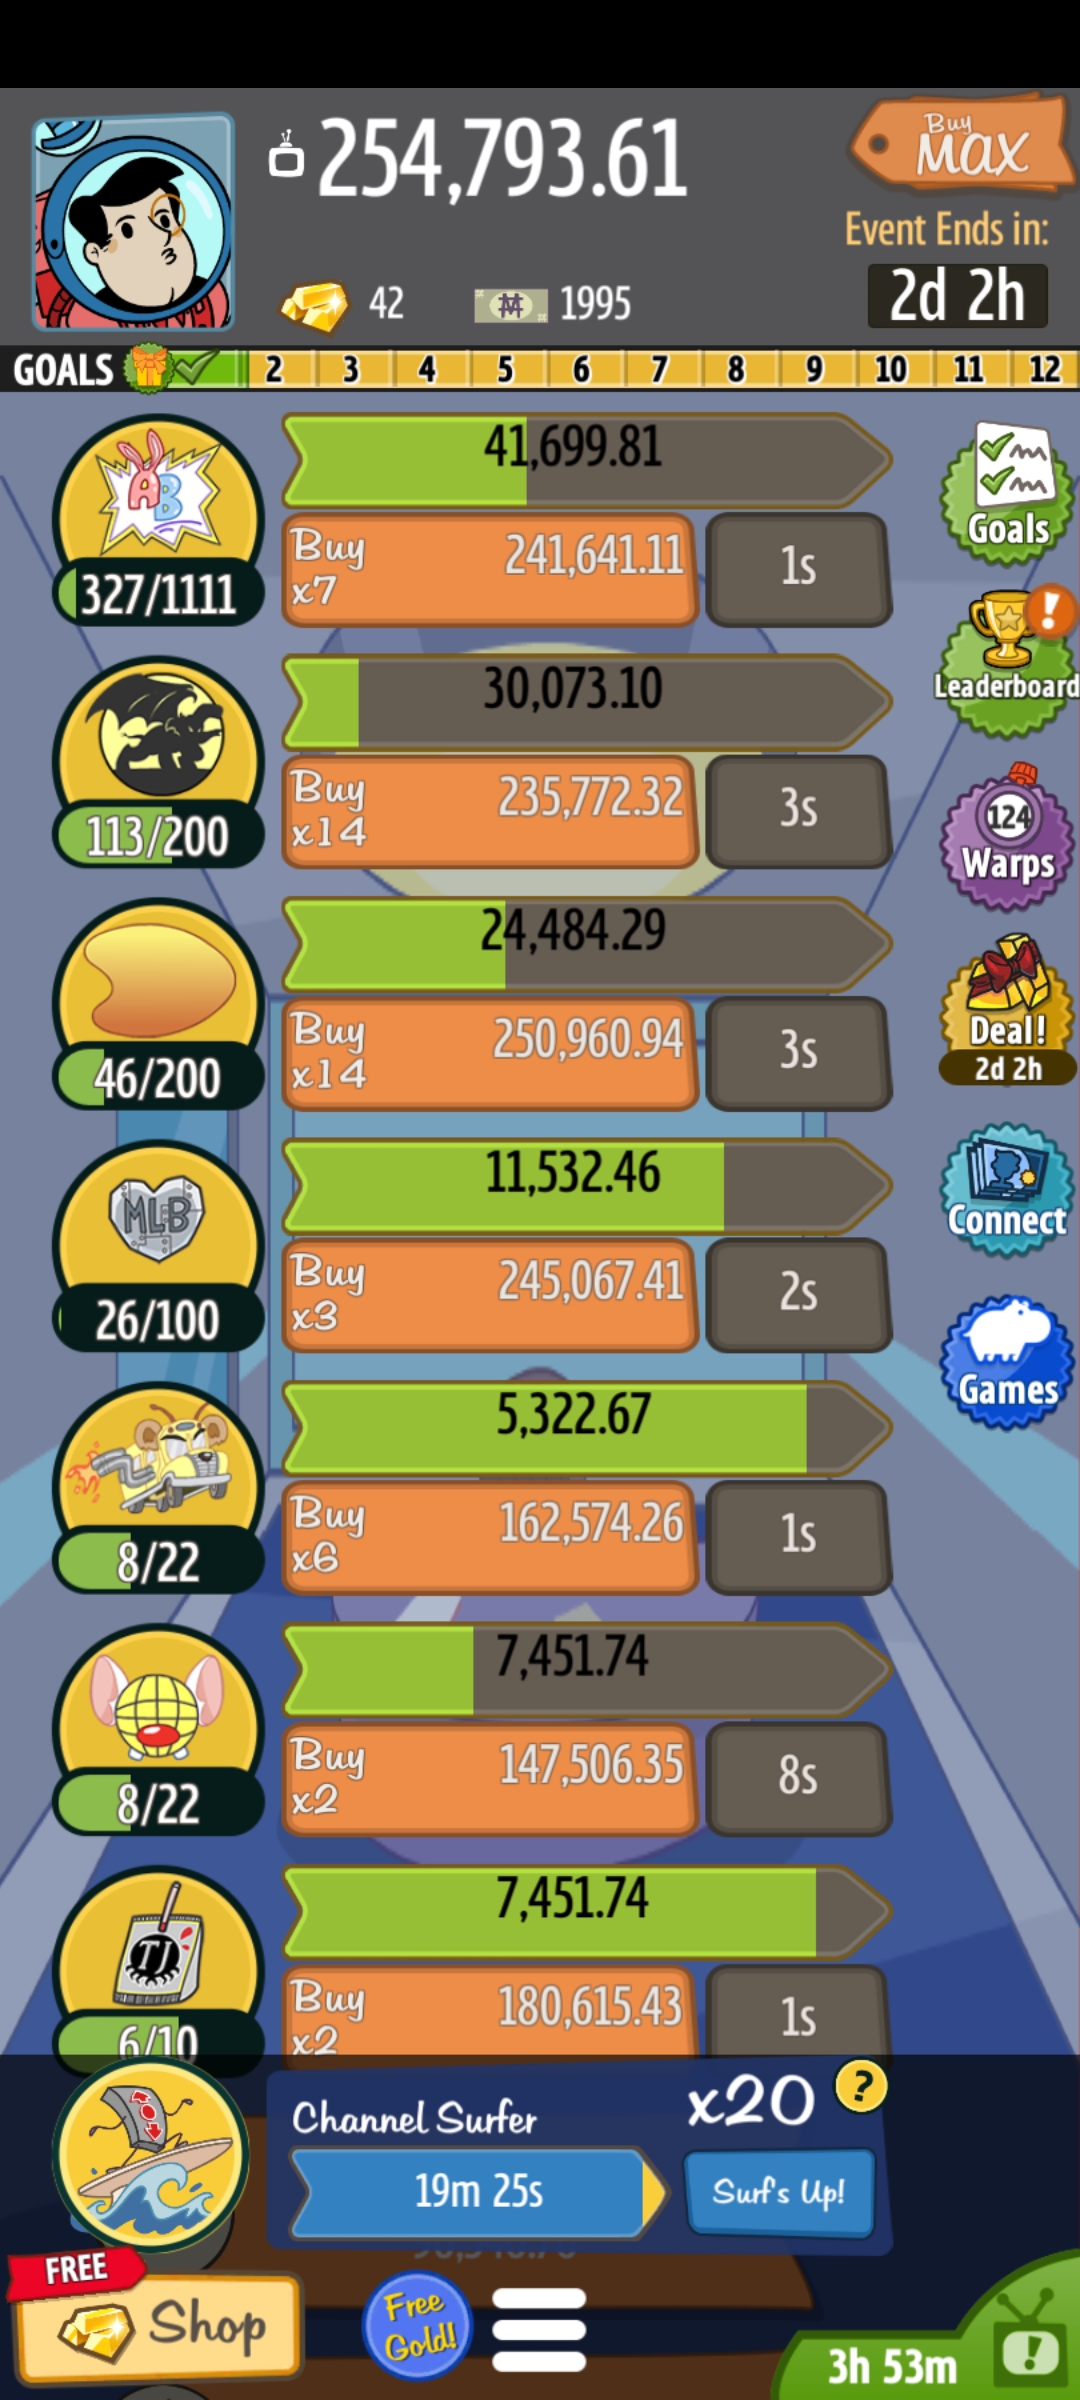 254,793.61
Buy
MAX
Event Ends in:
2d 2h
42
1995
GOALS 2 3 4 5 6 7 8 9 10 11 12
AB
327/1111
41,699.81
Buy
x7
241,641.11
1s
Goals
113/200
30,073.10
Buy
x14
235,772.32
3s
!
Leaderboard
124
Warps
46/200
24,484.29
Buy
x14
250,960.94
3s
Deal!
2d 2h
MLB
26/100
11,532.46
Buy
x3
245,067.41
2s
Connect
8/22
5,322.67
Buy
x6
162,574.26
1s
Games
8/22
7,451.74
Buy
x2
147,506.35
8s
TJ
6/10
7,451.74
Buy
x2
180,615.43
1s
Channel Surfer
x20
?
19m 25s
Surf's Up!
FREE
Shop
Free
Gold!
3h 53m
!